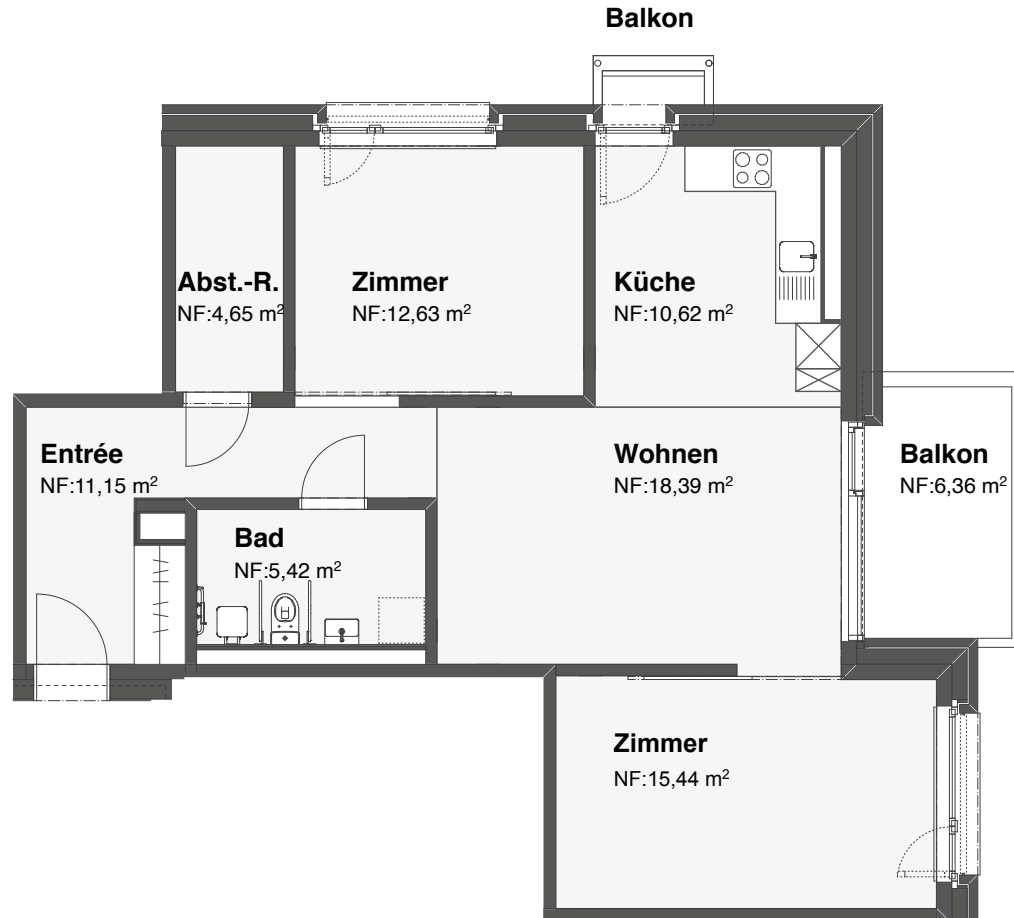 Balkon
Abst.-R.
NF:4,65 m²
Zimmer
NF:12,63 m²
Küche
NF:10,62 m²
Entrée
NF:11,15 m²
Wohnen
NF:18,39 m²
Balkon
NF:6,36 m²
Bad
NF:5,42 m²
Zimmer
NF:15,44 m²